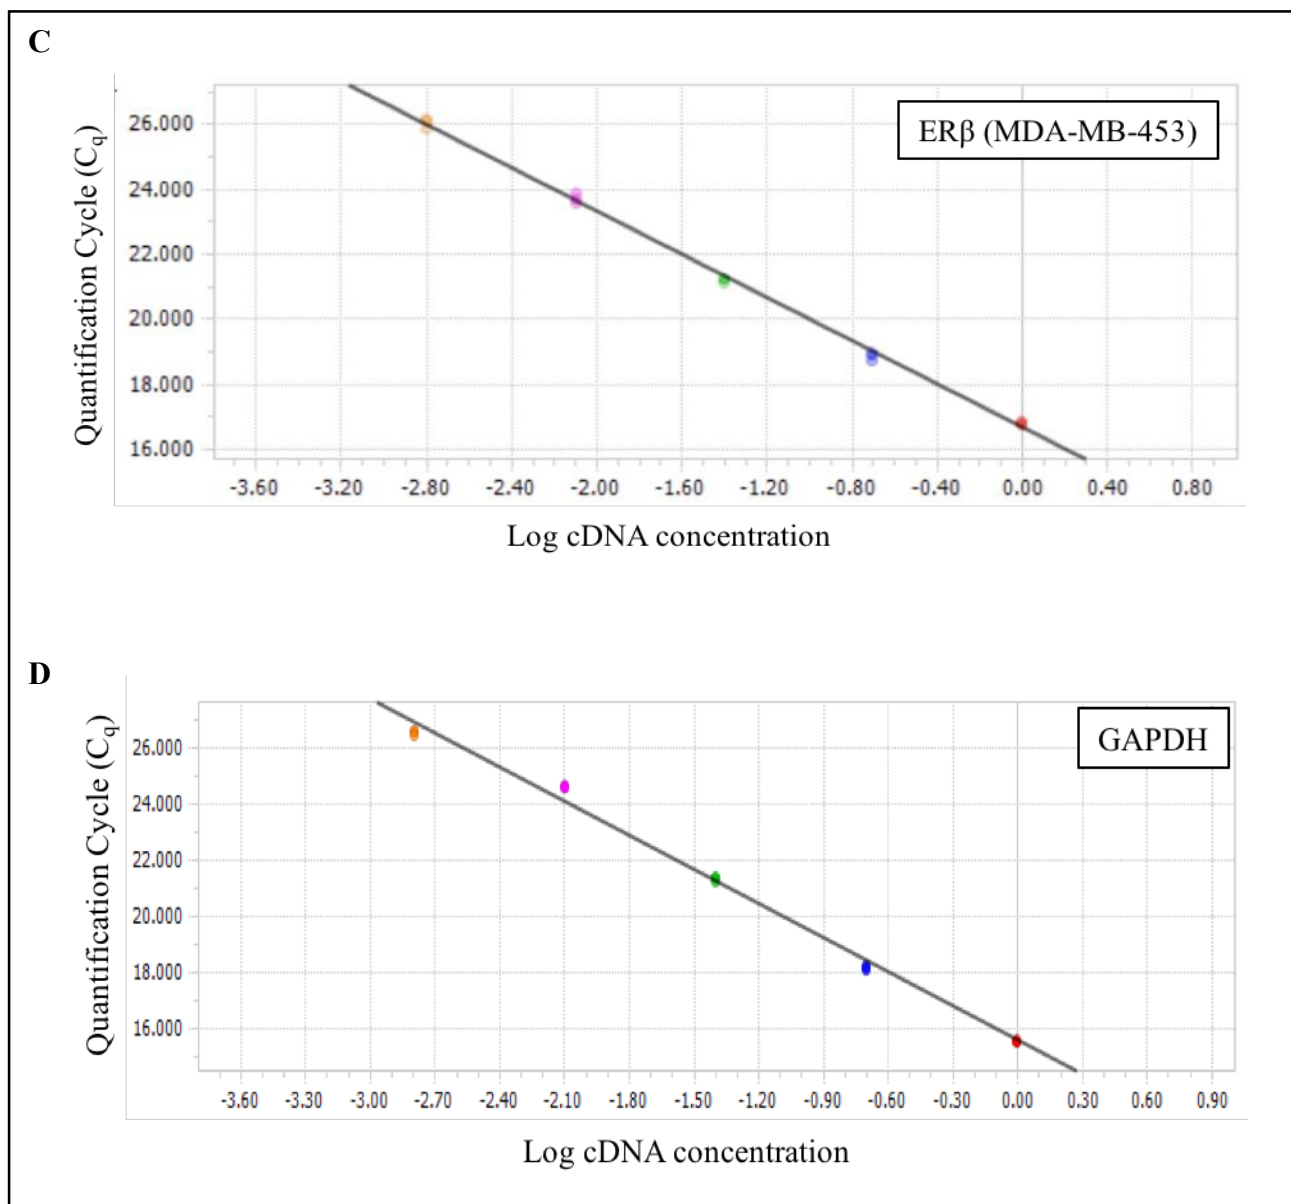 C
Quantification Cycle (Cq)
26.000
24.000
22.000
20.000
18.000
16.000
ERβ (MDA-MB-453)
-3.60 -3.20 -2.80 -2.40 -2.00 -1.60 -1.20 -0.80 -0.40 0.00 0.40 0.80
Log cDNA concentration
D
Quantification Cycle (Cq)
26.000
24.000
22.000
20.000
18.000
16.000
GAPDH
-3.60 -3.30 -3.00 -2.70 -2.40 -2.10 -1.80 -1.50 -1.20 -0.90 -0.60 -0.30 0.00 0.30 0.60 0.90
Log cDNA concentration